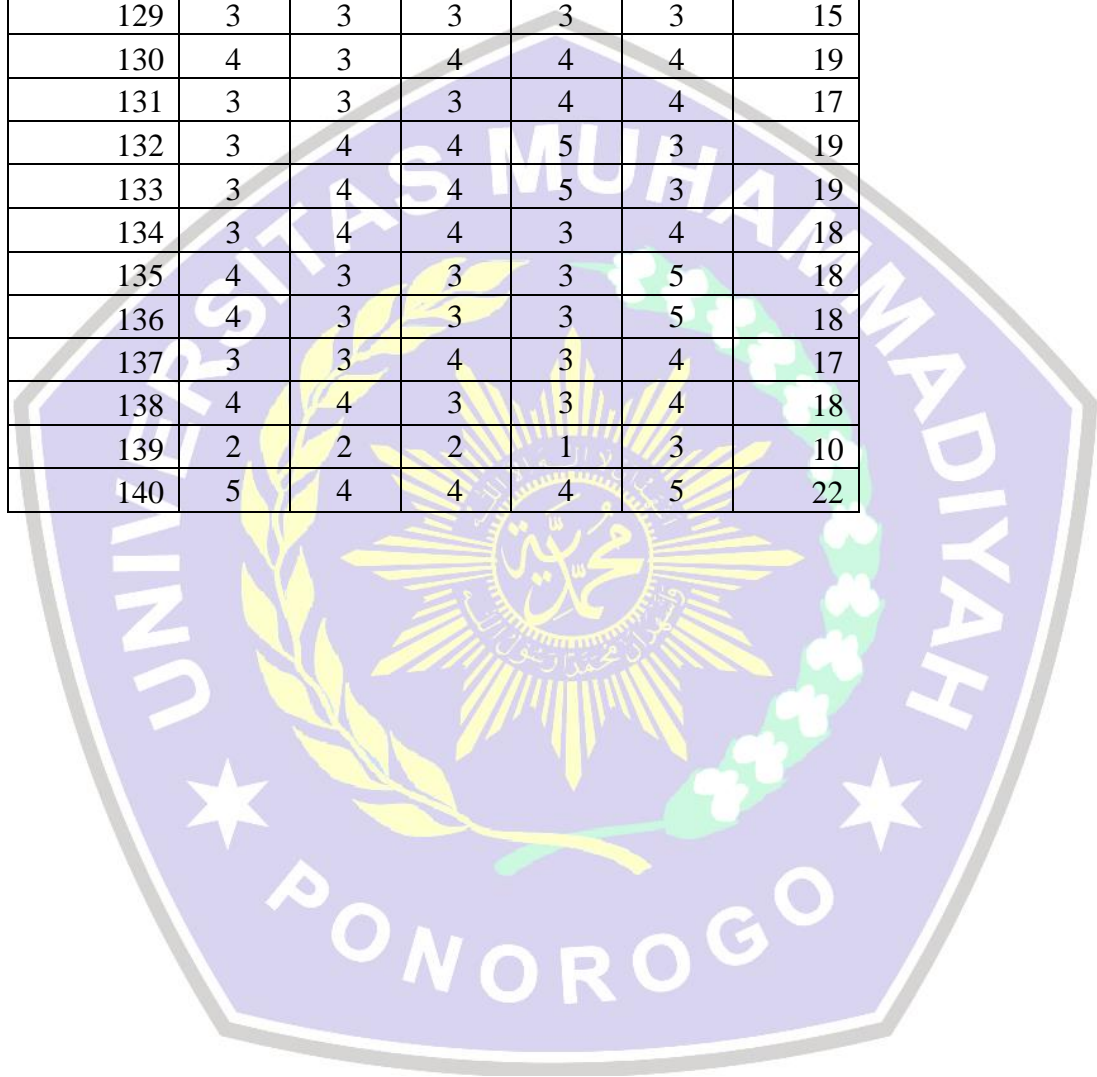 129 3 3 3 3 3 15
130 4 3 4 4 4 19
131 3 3 3 4 4 17
132 3 4 4 5 3 19
133 3 4 4 5 3 19
134 3 4 4 3 4 18
135 4 3 3 3 5 18
136 4 3 3 3 5 18
137 3 3 4 3 4 17
138 4 4 3 3 4 18
139 2 2 2 1 3 10
140 5 4 4 4 5 22
UNIVERSITAS MUHAMMADIYAH
PONOROGO